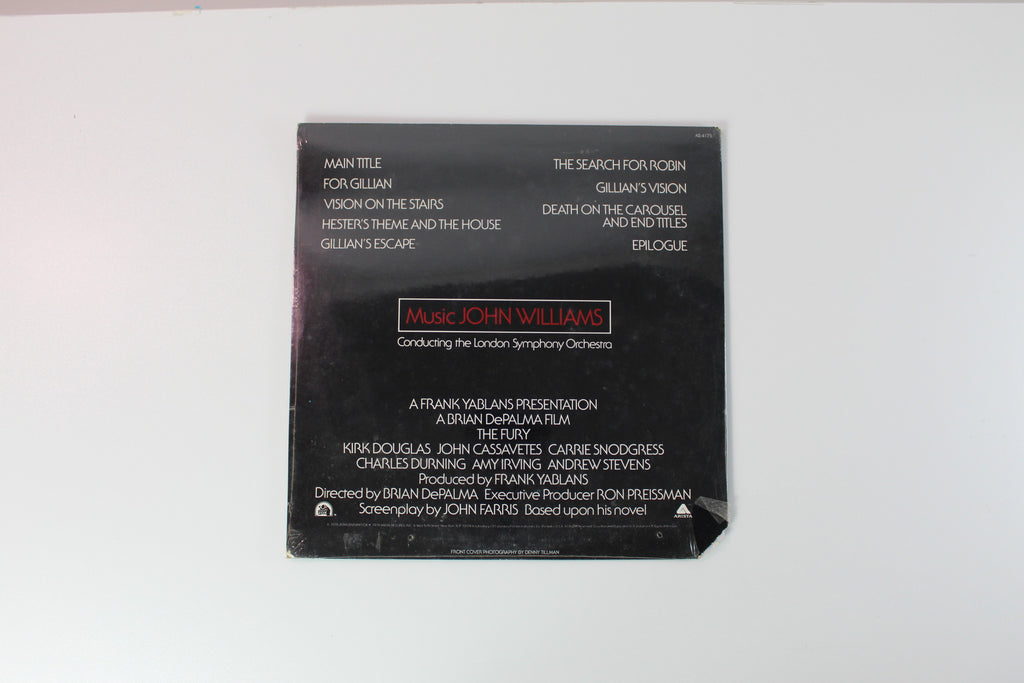 AB 4175
MAIN TITLE
FOR GILLIAN
VISION ON THE STAIRS
HESTER'S THEME AND THE HOUSE
GILLIAN'S ESCAPE
THE SEARCH FOR ROBIN
GILLIAN'S VISION
DEATH ON THE CAROUSEL
AND END TITLES
EPILOGUE
Music JOHN WILLIAMS
Conducting the London Symphony Orchestra
A FRANK YABLANS PRESENTATION
A BRIAN DePALMA FILM
THE FURY
KIRK DOUGLAS JOHN CASSAVETES CARRIE SNODGRESS
CHARLES DURNING AMY IRVING ANDREW STEVENS
Produced by FRANK YABLANS
Directed by BRIAN DePALMA Executive Producer RON PREISSMAN
Screenplay by JOHN FARRIS Based upon his novel
ARISTA
FRONT COVER PHOTOGRAPHY BY DENNY TILLMAN